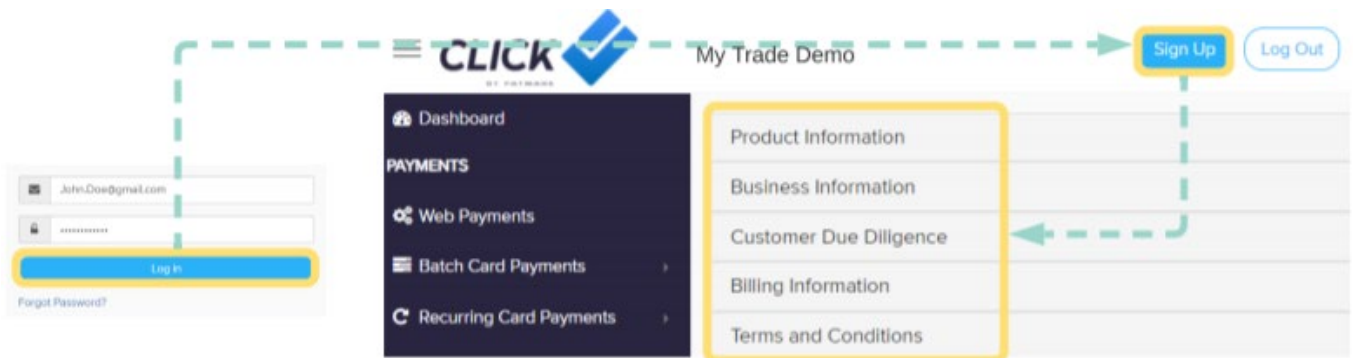 John.Doe@gmail.com
Log in
Forgot Password?
CLICK
BY PAYMARK
My Trade Demo
Sign Up
Log Out
Dashboard
PAYMENTS
Web Payments
Batch Card Payments
Recurring Card Payments
Product Information
Business Information
Customer Due Diligence
Billing Information
Terms and Conditions